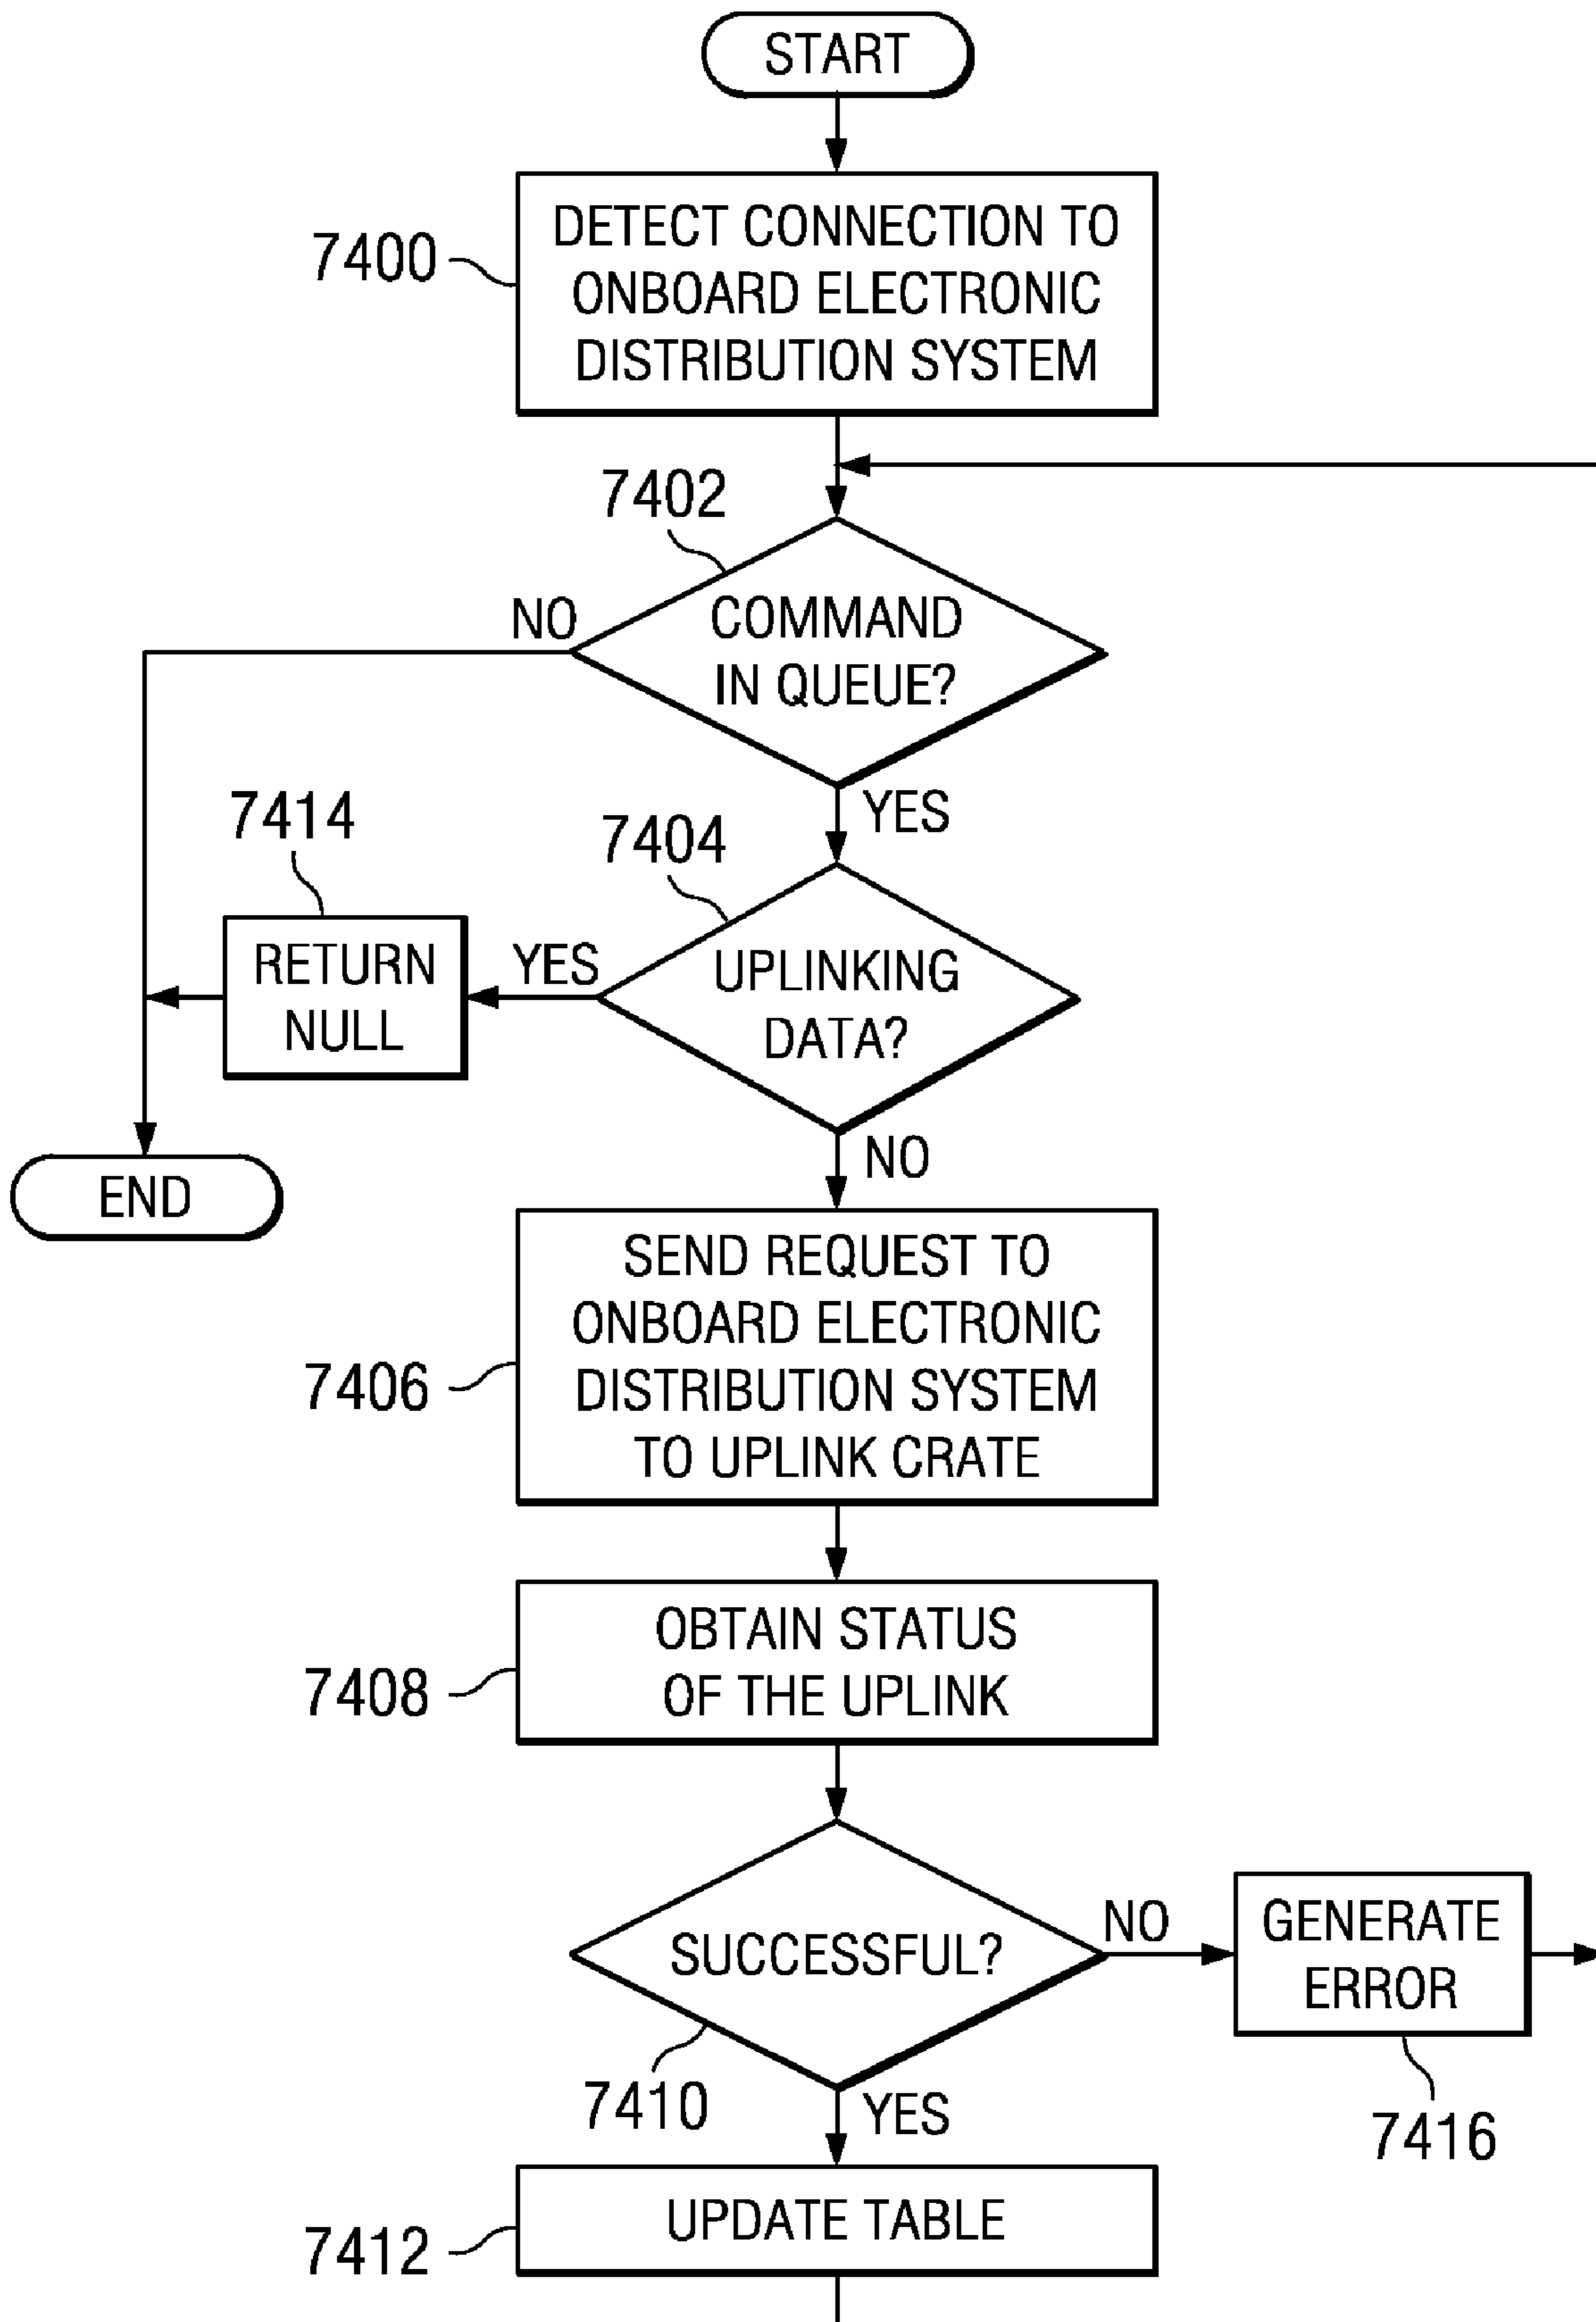 START
7400
DETECT CONNECTION TO
ONBOARD ELECTRONIC
DISTRIBUTION SYSTEM
7402
NO
COMMAND
IN QUEUE?
YES
7414
7404
RETURN
NULL
YES
UPLINKING
DATA?
NO
END
7406
SEND REQUEST TO
ONBOARD ELECTRONIC
DISTRIBUTION SYSTEM
TO UPLINK CRATE
7408
OBTAIN STATUS
OF THE UPLINK
SUCCESSFUL?
NO
GENERATE
ERROR
7410
YES
7416
7412
UPDATE TABLE